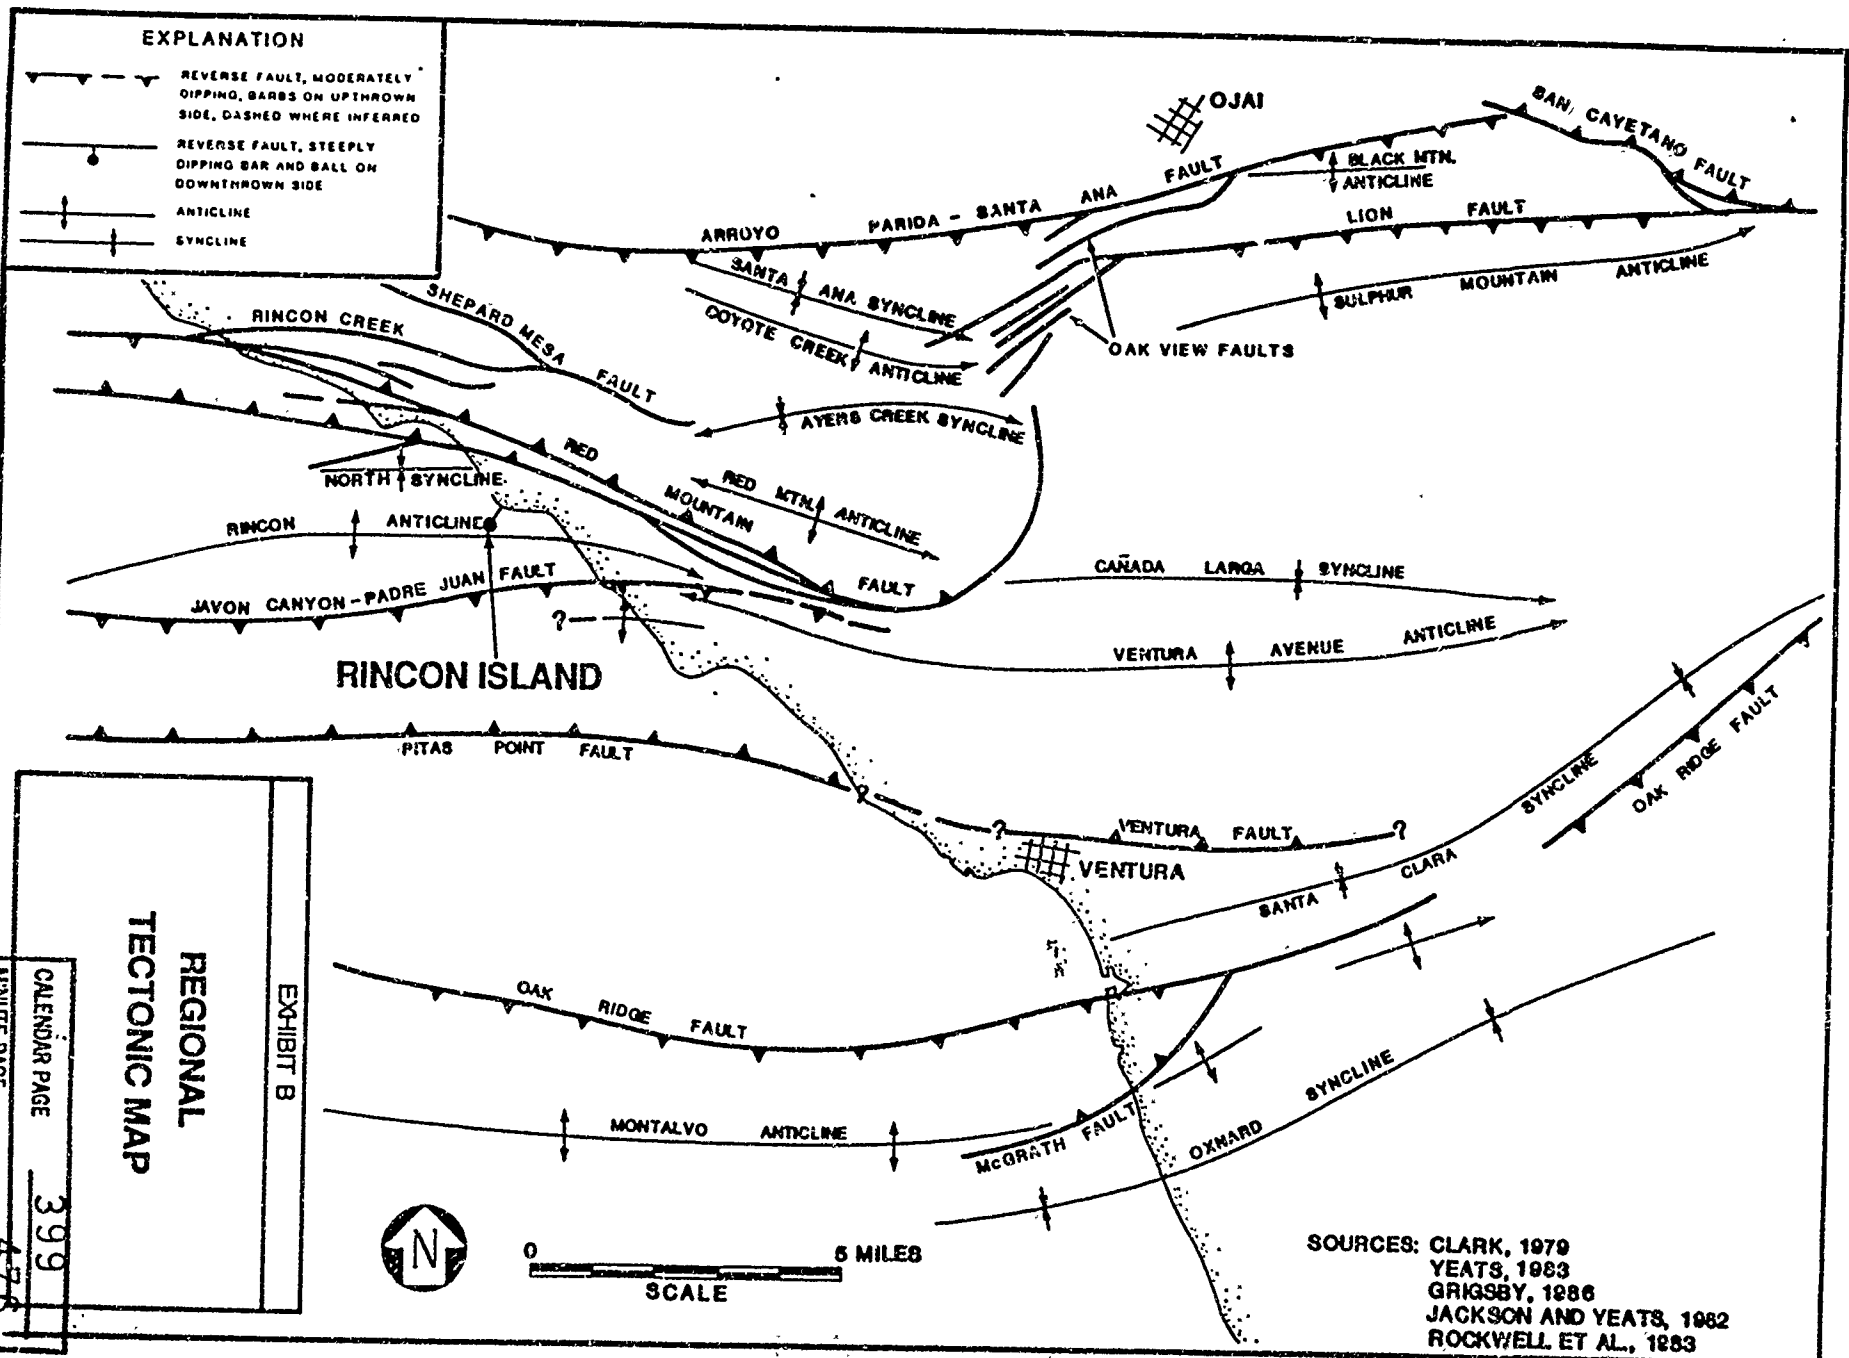 EXPLANATION
REVERSE FAULT, MODERATELY
DIPPING, BARBS ON UPTHROWN
SIDE, DASHED WHERE INFERRED
REVERSE FAULT, STEEPLY
DIPPING BAR AND BALL ON
DOWNTHROWN SIDE
ANTICLINE
SYNCLINE
OJAI
SAN CAYETANO FAULT
BLACK MTN.
ANTICLINE
ARROYO PARIDA - SANTA ANA FAULT
LION FAULT
SANTA ANA SYNCLINE
SULPHUR MOUNTAIN ANTICLINE
SHEPARD MESA FAULT
RINCON CREEK
COYOTE CREEK ANTICLINE
OAK VIEW FAULTS
AYERS CREEK SYNCLINE
RED MOUNTAIN FAULT
RED MTN. ANTICLINE
NORTH SYNCLINE
RINCON ANTICLINE
CAÑADA LARGA SYNCLINE
JAVON CANYON-PADRE JUAN FAULT
?
VENTURA AVENUE ANTICLINE
RINCON ISLAND
PITAS POINT FAULT
?
?
VENTURA FAULT
?
VENTURA
SANTA CLARA SYNCLINE
OAK RIDGE FAULT
OAK RIDGE FAULT
MONTALVO ANTICLINE
McGRATH FAULT
OXNARD SYNCLINE
N
0
5 MILES
SCALE
SOURCES: CLARK, 1979
YEATS, 1983
GRIGSBY, 1986
JACKSON AND YEATS, 1982
ROCKWELL ET AL., 1983
EXHIBIT B
REGIONAL
TECTONIC MAP
CALENDAR PAGE
399